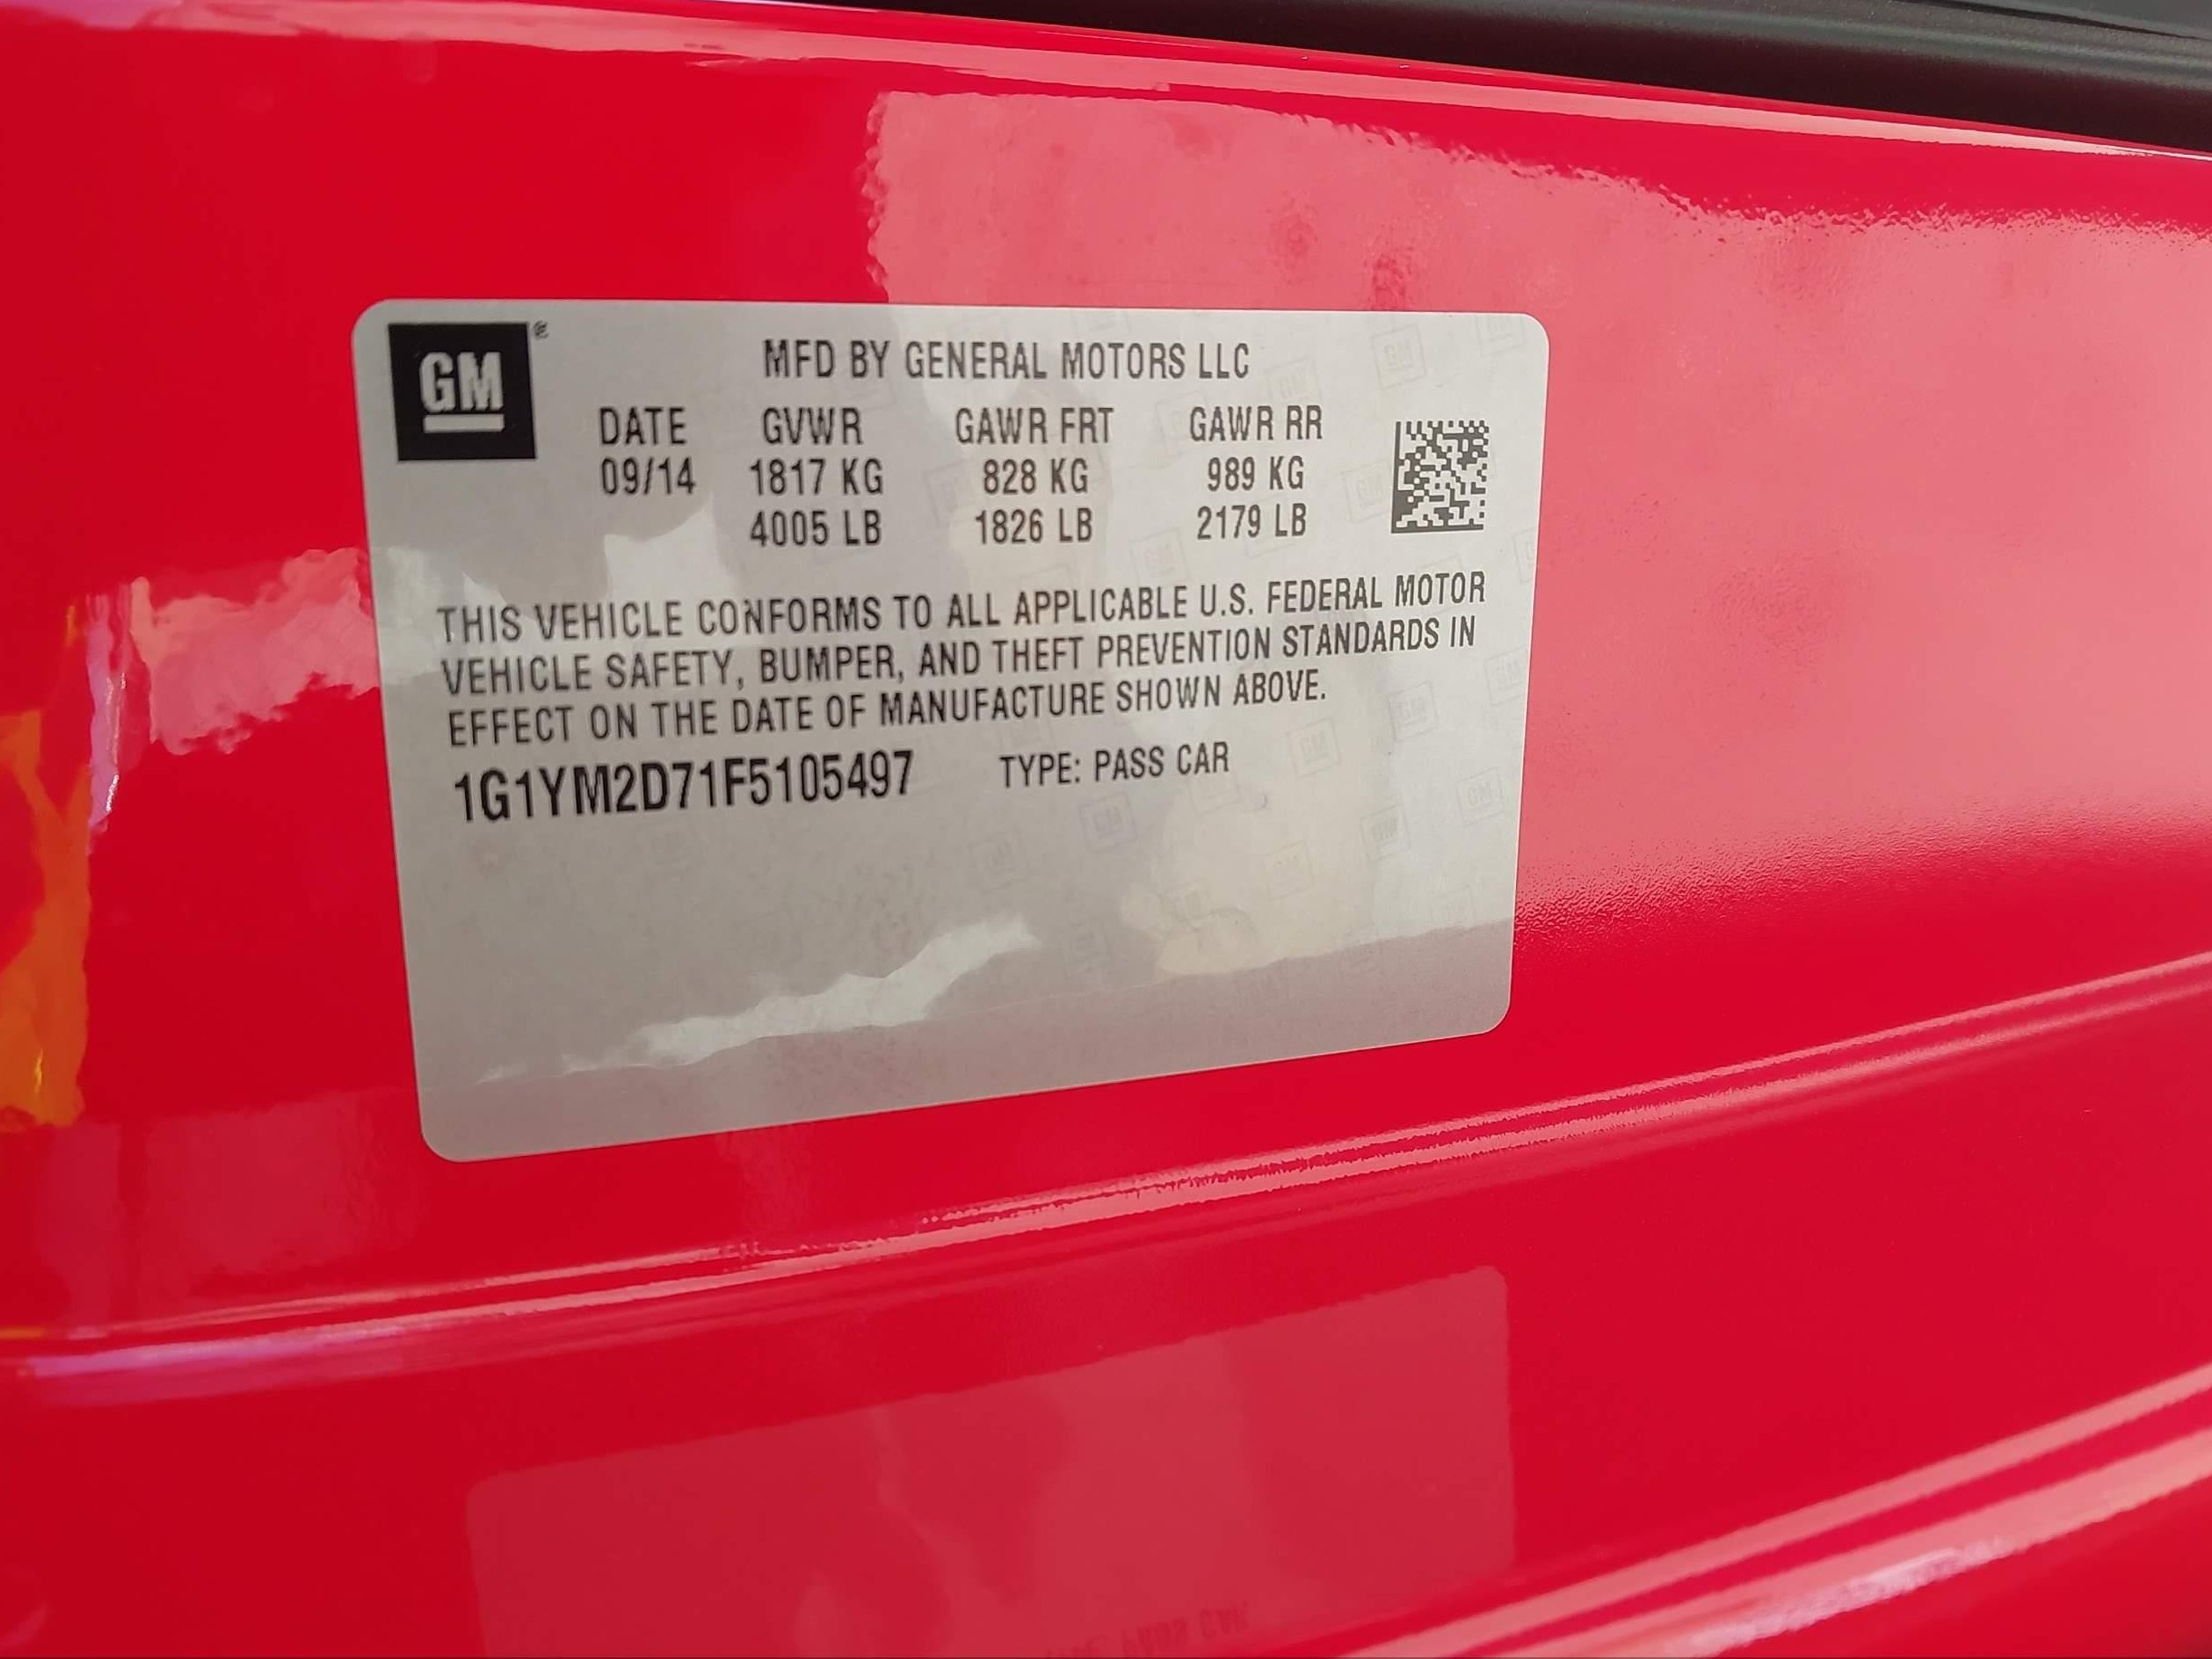 GM ®
MFD BY GENERAL MOTORS LLC
DATE GVWR GAWR FRT GAWR RR
09/14 1817 KG 828 KG 989 KG
4005 LB 1826 LB 2179 LB
THIS VEHICLE CONFORMS TO ALL APPLICABLE U.S. FEDERAL MOTOR
VEHICLE SAFETY, BUMPER, AND THEFT PREVENTION STANDARDS IN
EFFECT ON THE DATE OF MANUFACTURE SHOWN ABOVE.
1G1YM2D71F5105497 TYPE: PASS CAR